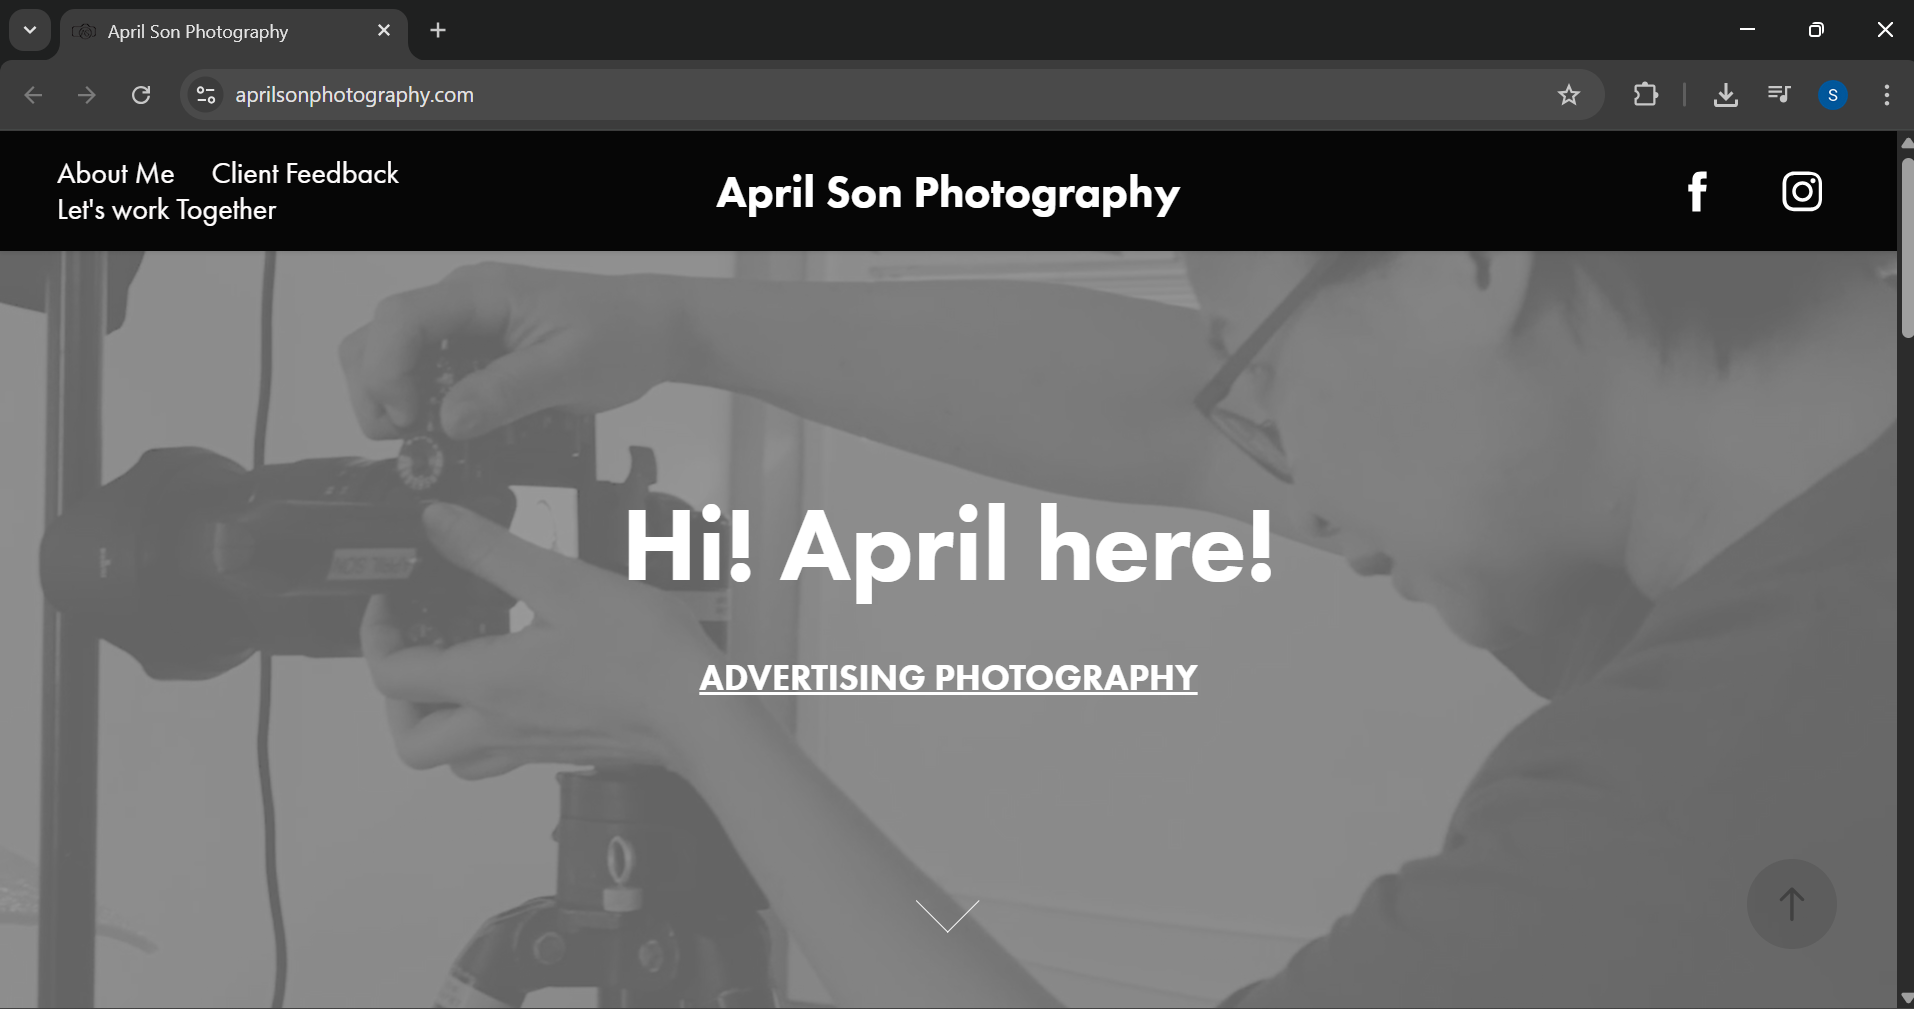 April Son Photography
aprilsonphotography.com
S
About Me Client Feedback
Let's work Together
April Son Photography
Hi! April here!
ADVERTISING PHOTOGRAPHY